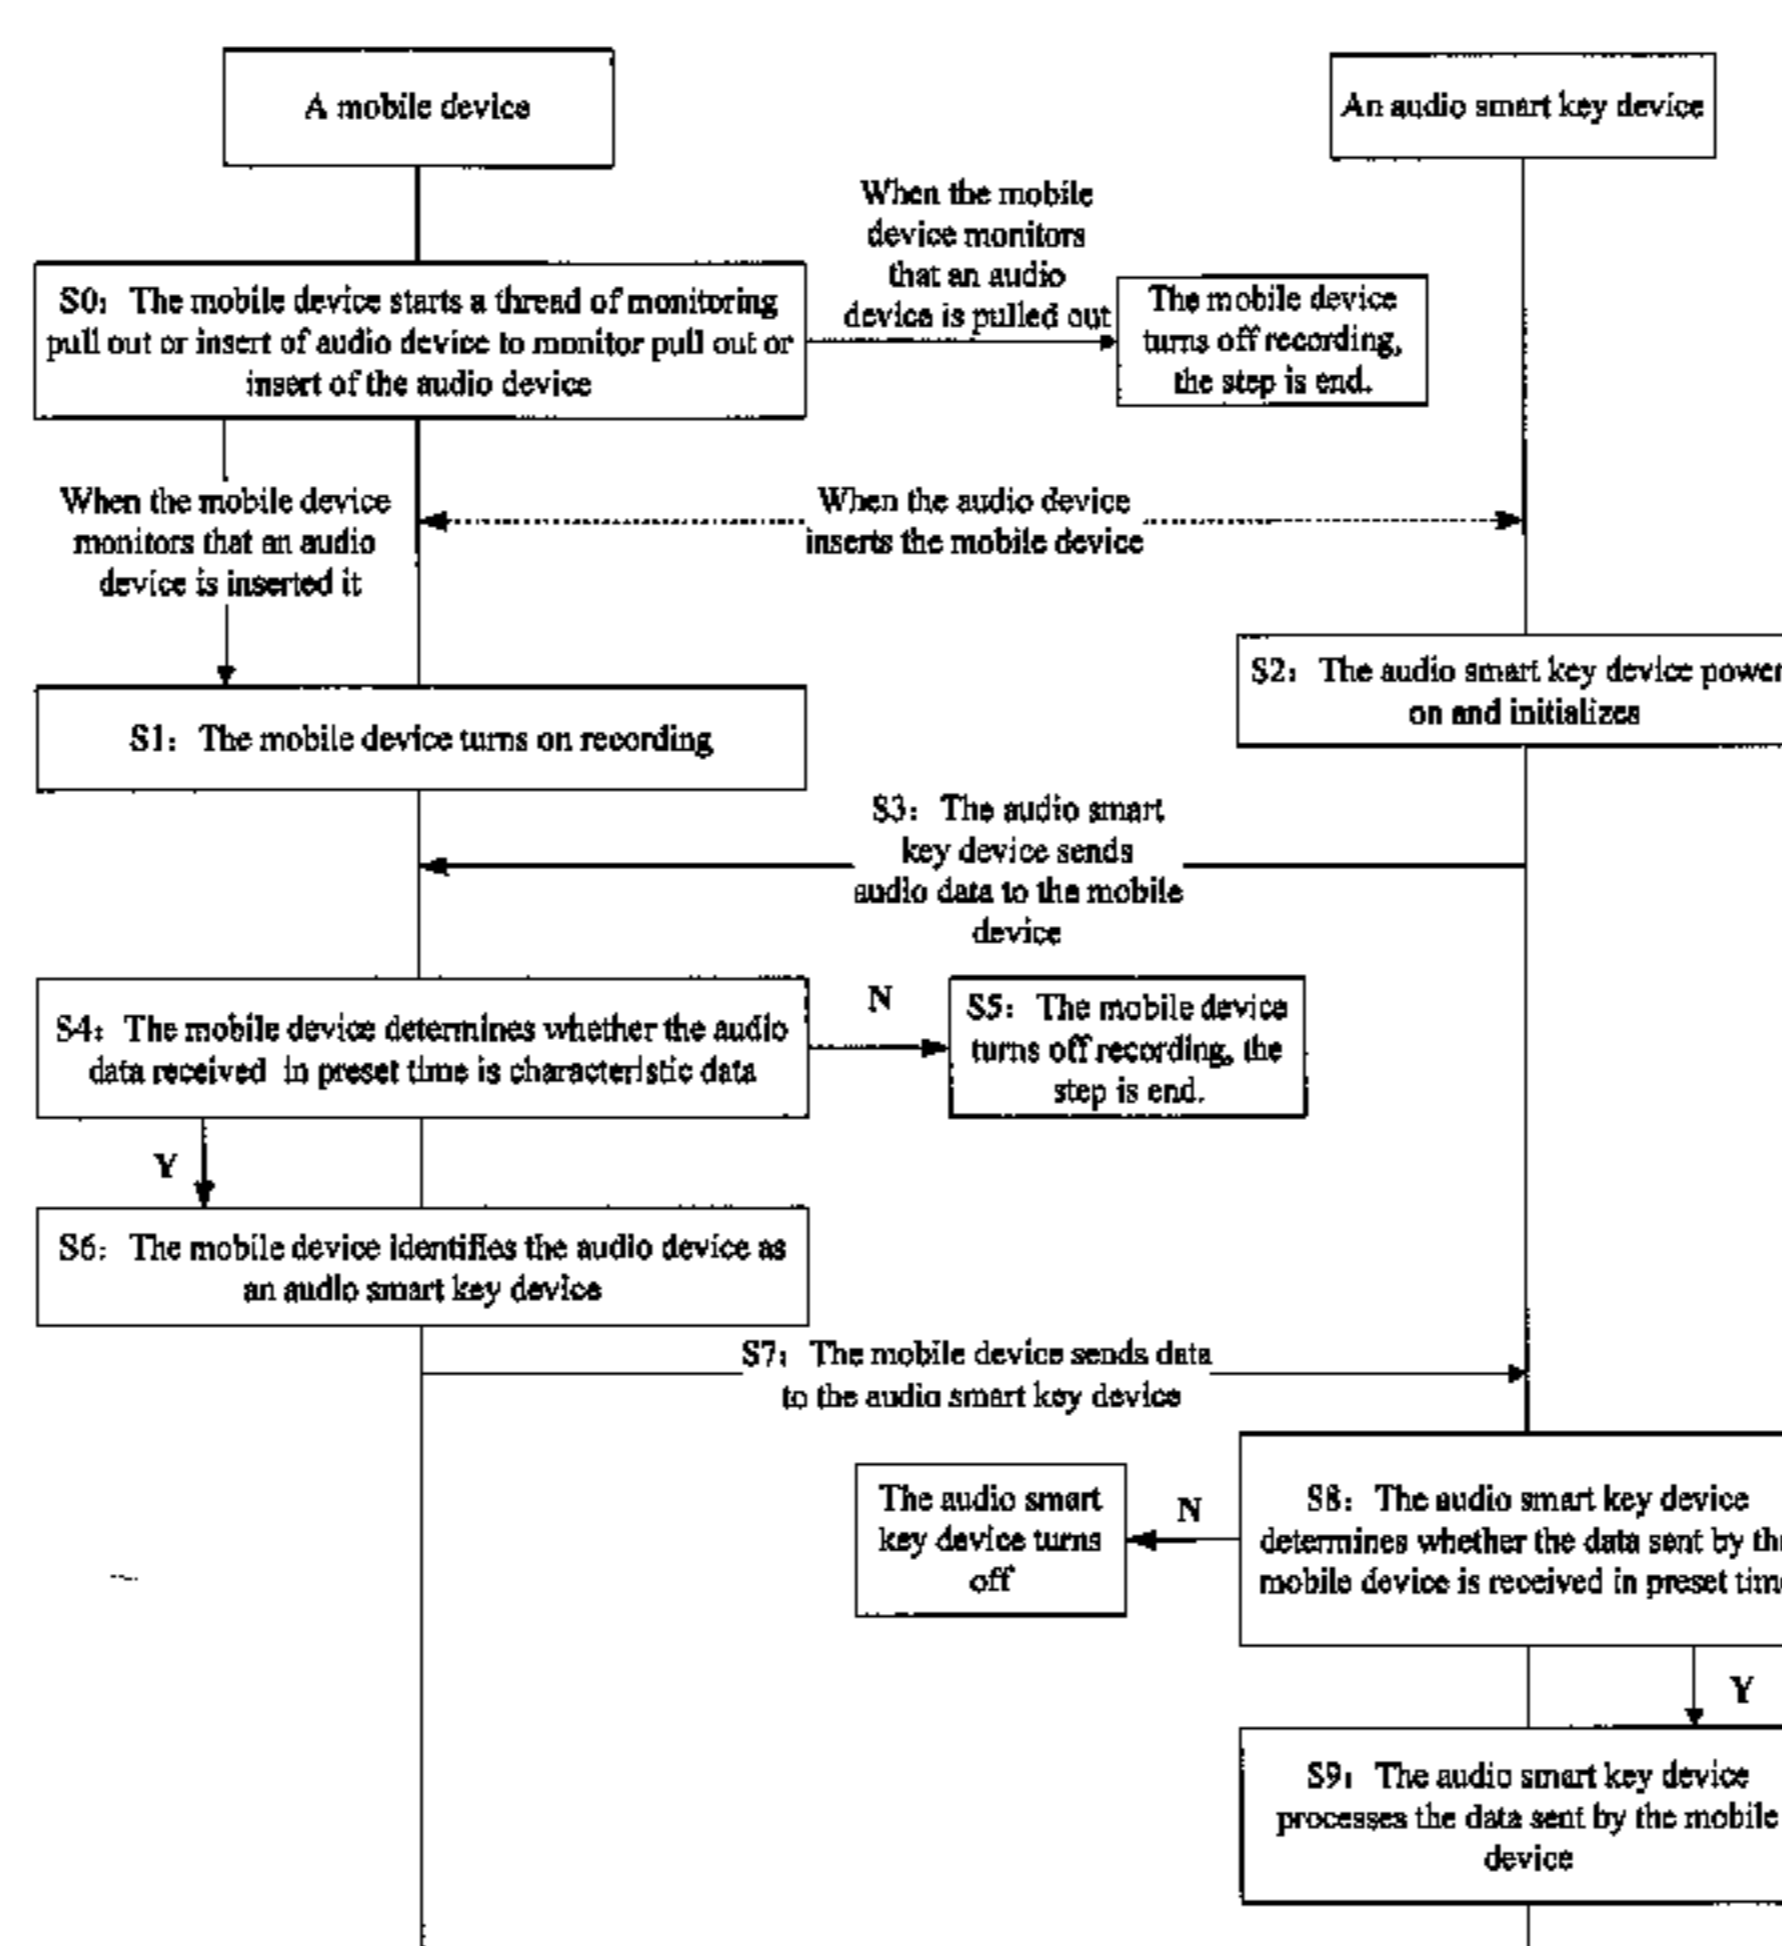 A mobile device
An audio smart key device
When the mobile
device monitors
that an audio
device is pulled out
S0: The mobile device starts a thread of monitoring
pull out or insert of audio device to monitor pull out or
insert of the audio device
The mobile device
turns off recording,
the step is end.
When the mobile device
monitors that an audio
device is inserted it
When the audio device
inserts the mobile device
S2: The audio smart key device power
on and initializes
S1: The mobile device turns on recording
S3: The audio smart
key device sends
audio data to the mobile
device
S4: The mobile device determines whether the audio
data received in preset time is characteristic data
N
S5: The mobile device
turns off recording, the
step is end.
Y
S6: The mobile device identifies the audio device as
an audio smart key device
S7: The mobile device sends data
to the audio smart key device
The audio smart
key device turns
off
N
S8: The audio smart key device
determines whether the data sent by the
mobile device is received in preset time
Y
S9: The audio smart key device
processes the data sent by the mobile
device